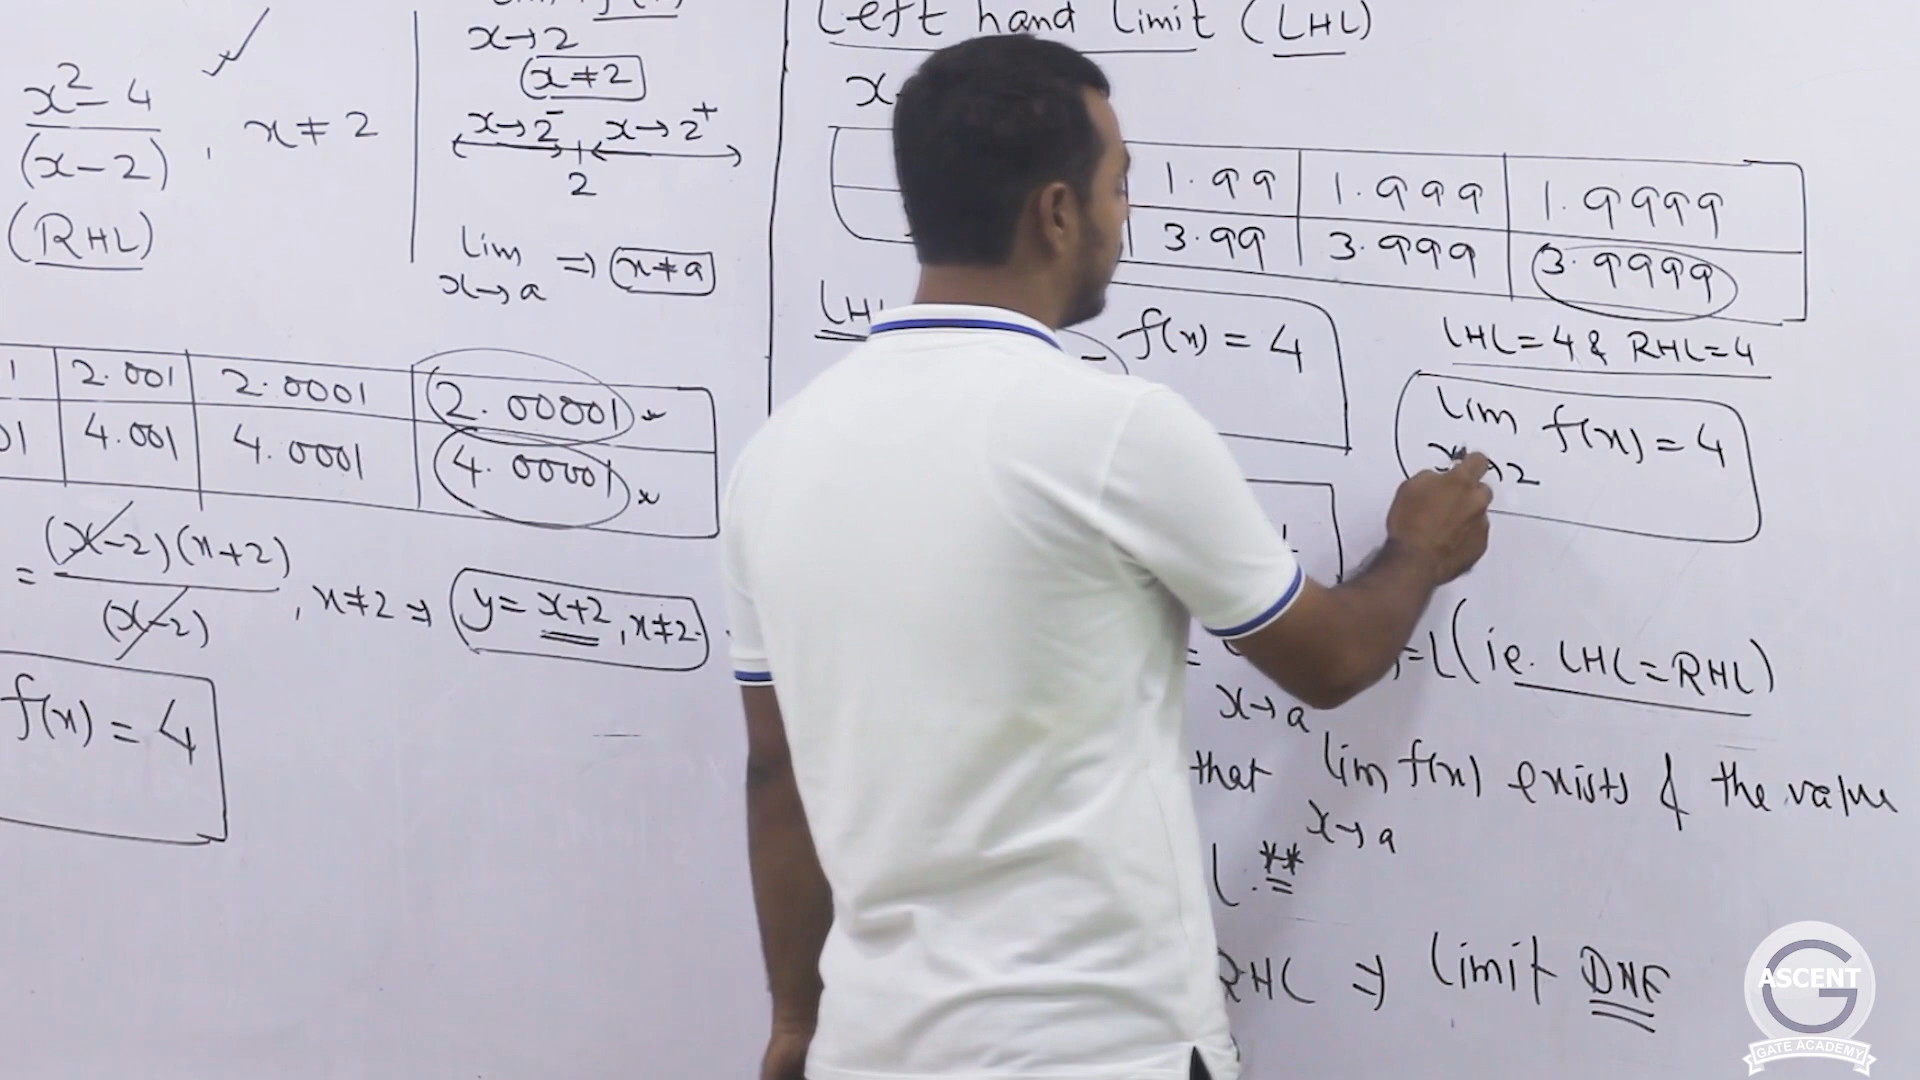 x²-4
(x-2) , x≠2
(RHL)
x→2
x≠2
x→2⁻ x→2⁺
2
lim ⇒ x≠a
x→a
1 2.001 2.0001 2.00001
01 4.001 4.0001 4.00001
= (x-2)(x+2)
(x-2) , x≠2 ⇒ y=x+2, x≠2.
f(x) = 4
Left hand limit (LHL)
x
1.99 1.999 1.9999
3.99 3.999 3.9999
LHL
- f(x) = 4
LHL=4 & RHL=4
lim f(x) = 4
x→2
=L (ie. LHL=RHL)
x→a
that lim f(x) exists & the value
x→a
L.**
RHL ⇒ limit DNE
ASCENT
GATE ACADEMY